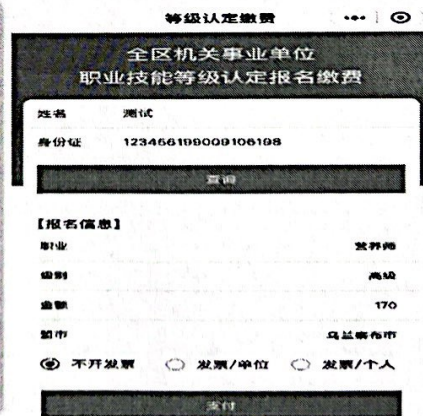 等级认定缴费
全区机关事业单位
职业技能等级认定报名缴费
姓名 测试
身份证 123456199009106198
查询
【报名信息】
职业 营养师
级别 高级
金额 170
盟市 乌兰察布市
不开发票 发票/单位 发票/个人
支付